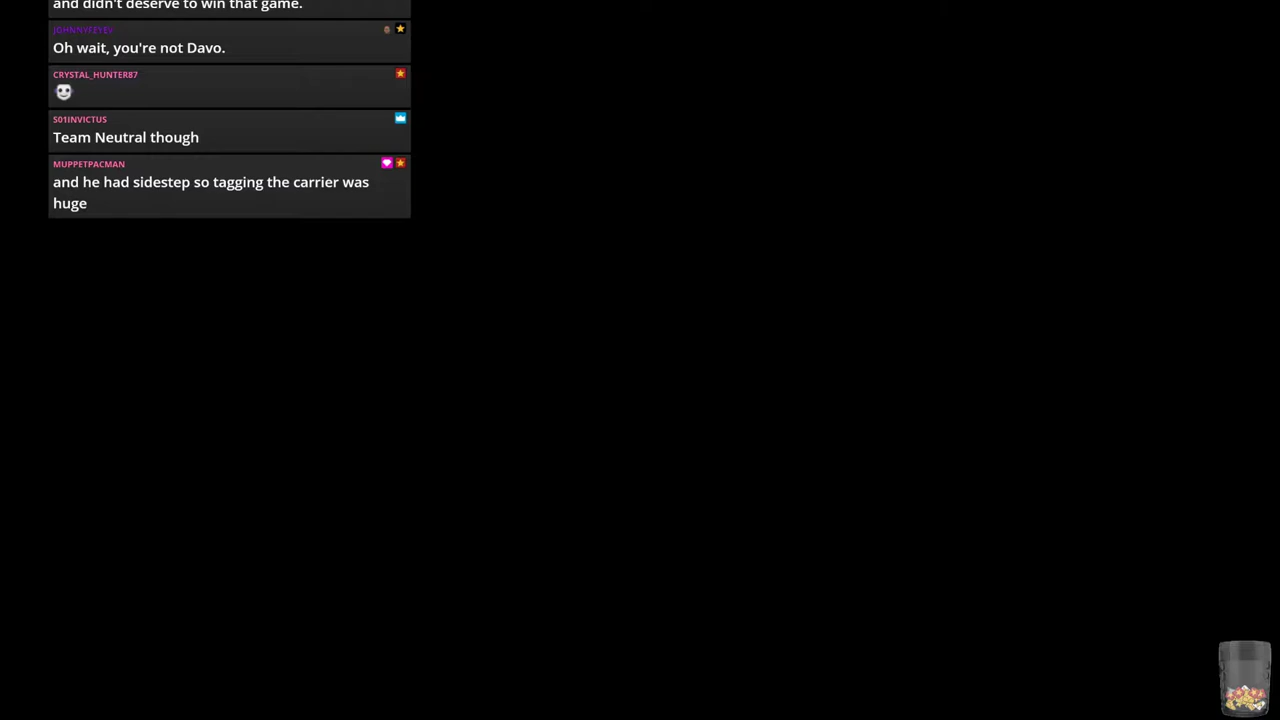 and didn't deserve to win that game.
JOHNNYFEYEV
Oh wait, you're not Davo.
CRYSTAL_HUNTER87
S01INVICTUS
Team Neutral though
MUPPETPACMAN
and he had sidestep so tagging the carrier was
huge